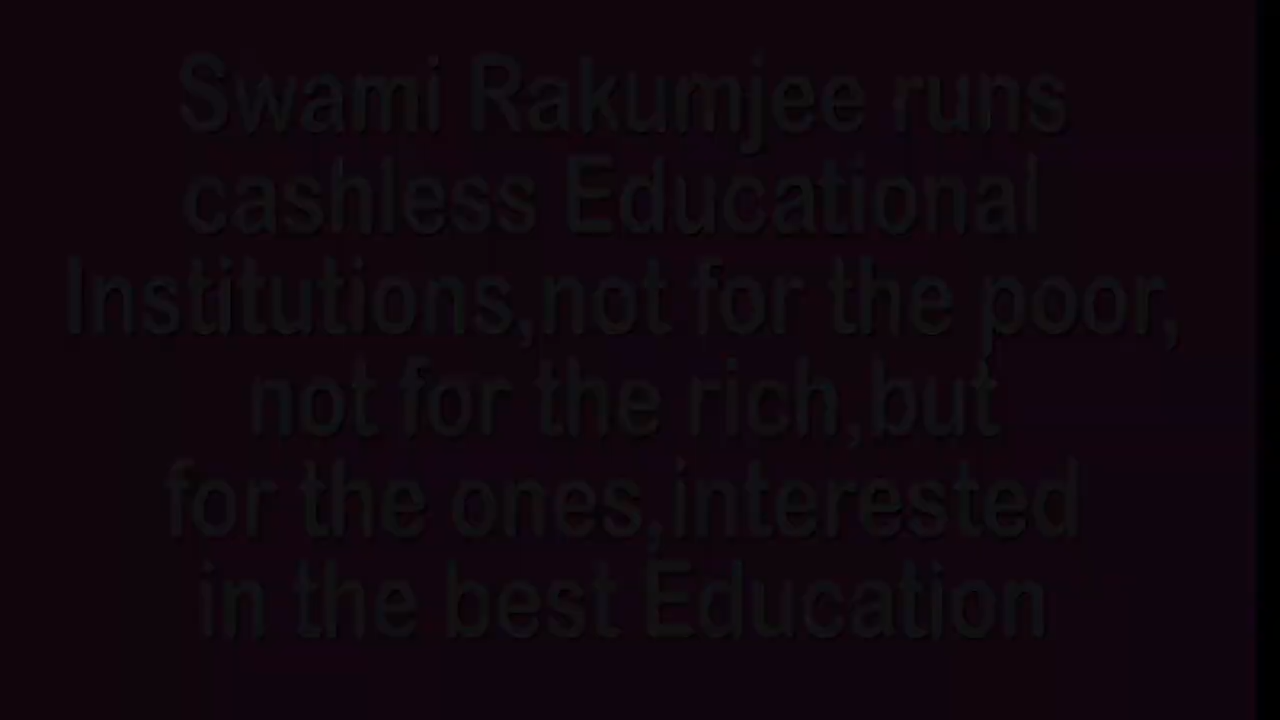 Swami Rakumjee runs
cashless Educational
Institutions,not for the poor,
not for the rich,but
for the ones,interested
in the best Education